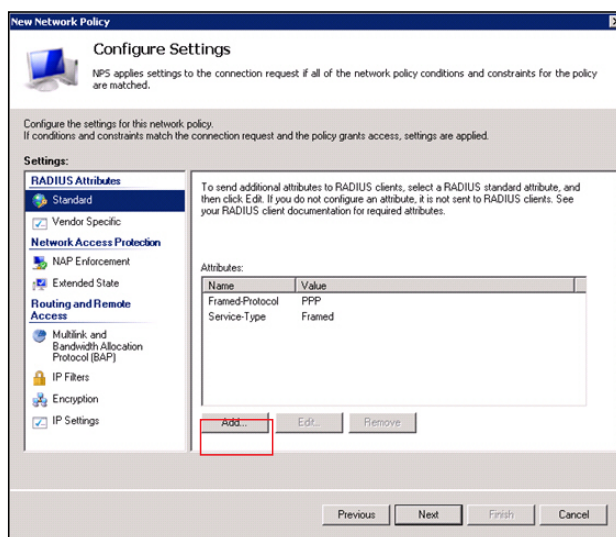 New Network Policy
Configure Settings
NPS applies settings to the connection request if all of the network policy conditions and constraints for the policy
are matched.
Configure the settings for this network policy.
If conditions and constraints match the connection request and the policy grants access, settings are applied.
Settings:
RADIUS Attributes
Standard
Vendor Specific
Network Access Protection
NAP Enforcement
Extended State
Routing and Remote
Access
Multilink and
Bandwidth Allocation
Protocol (BAP)
IP Filters
Encryption
IP Settings
To send additional attributes to RADIUS clients, select a RADIUS standard attribute, and
then click Edit. If you do not configure an attribute, it is not sent to RADIUS clients. See
your RADIUS client documentation for required attributes.
Attributes:
Name Value
Framed-Protocol PPP
Service-Type Framed
Add... Edit... Remove
Previous Next Finish Cancel